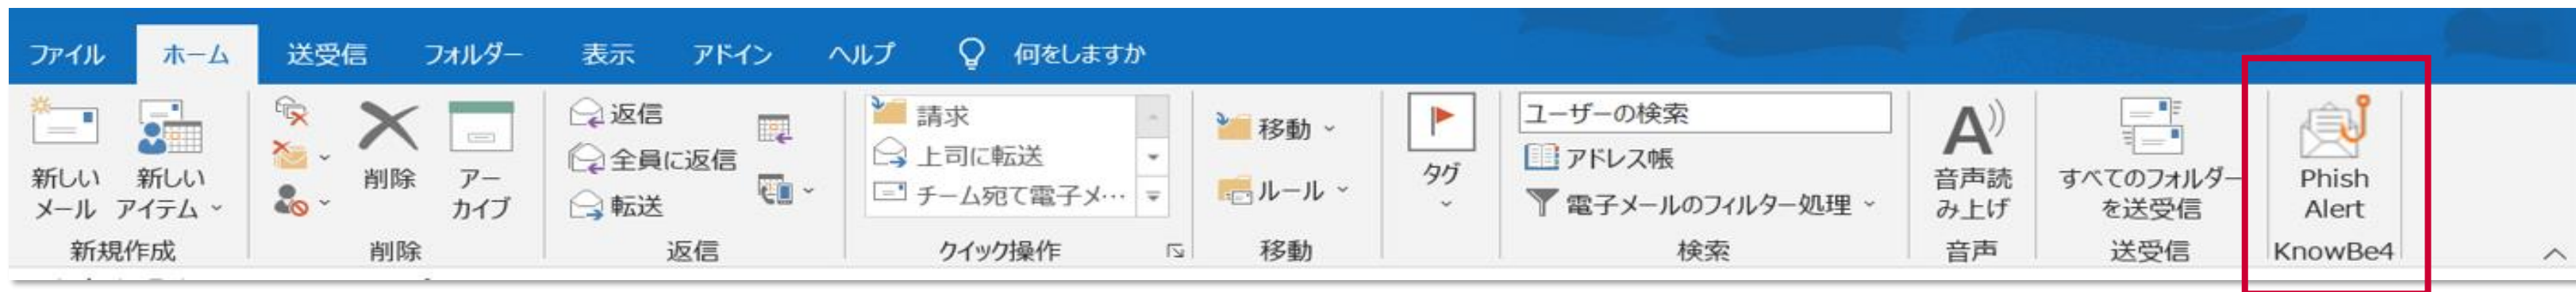 ファイル ホーム 送受信 フォルダー 表示 アドイン ヘルプ 何をしますか
新しい
メール
新しい
アイテム
新規作成
削除
アー
カイブ
削除
返信
全員に返信
転送
返信
請求
上司に転送
チーム宛て電子メ…
クイック操作
移動
ルール
移動
タグ
ユーザーの検索
アドレス帳
電子メールのフィルター処理
検索
音声読
み上げ
音声
すべてのフォルダー
を送受信
送受信
Phish
Alert
KnowBe4